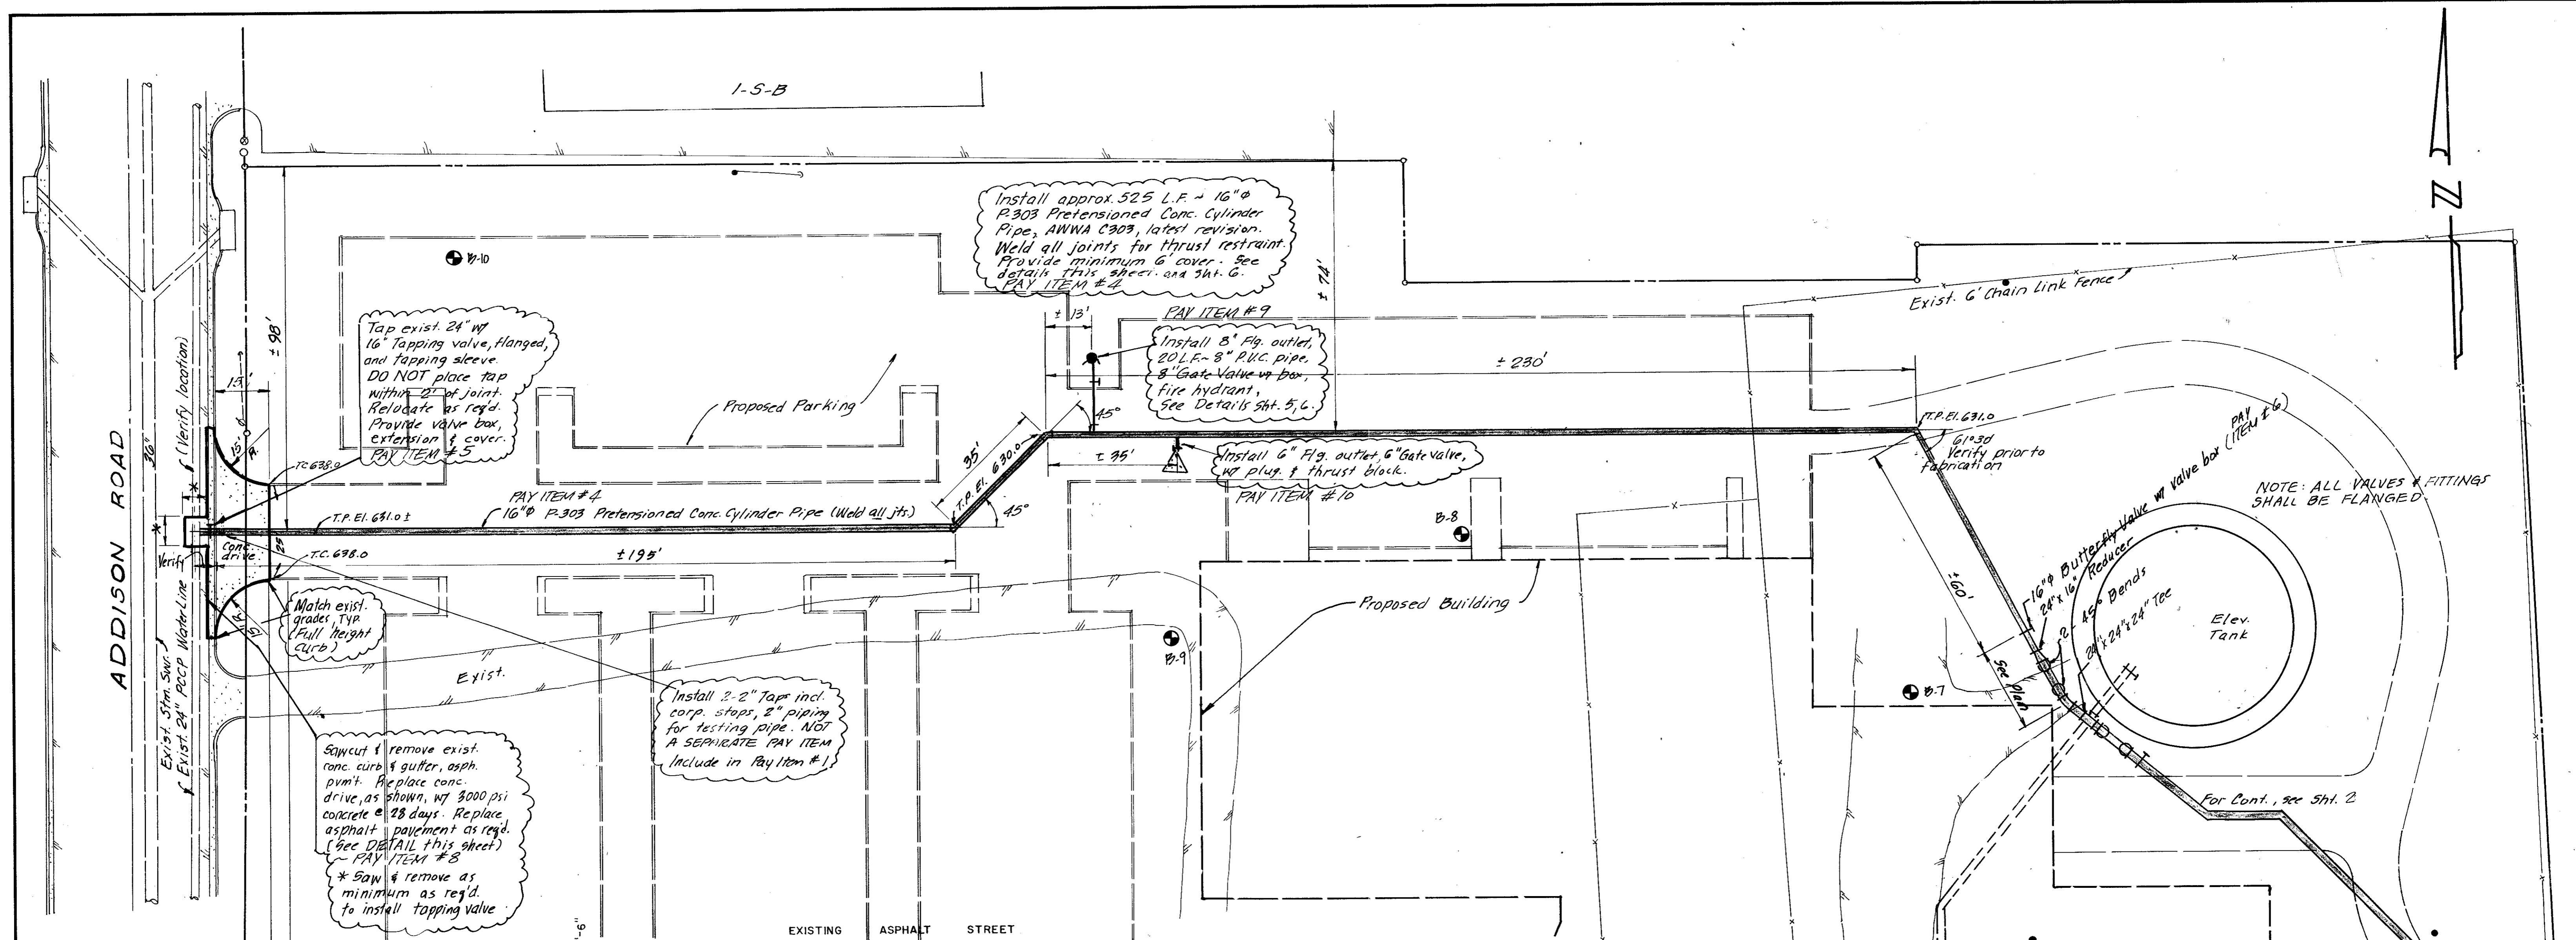 1-S-B
Install approx. 525 L.F. ~ 16"φ
P-303 Pretensioned Conc. Cylinder
Pipe, AWWA C303, latest revision.
Weld all joints for thrust restraint.
Provide minimum 6' cover. See
details this sheet. and Sht. 6.
PAY ITEM #4
B-10
± 98'
± 74'
N
Exist. 6' Chain Link Fence
Tap exist. 24" w/
16" Tapping valve, flanged,
and tapping sleeve.
DO NOT place tap
within 2' of joint.
Relocate as req'd.
Provide valve box,
extension & cover.
PAY ITEM #5
± 13'
PAY ITEM #9
Install 8" Flg. outlet,
20 L.F.~ 8" P.V.C. pipe,
8" Gate Valve w/ box,
fire hydrant,
See Details Sht. 5,6.
± 230'
Proposed Parking
15'
15' R.
T.C. 638.0
ADDISON ROAD
36"
(Verify location)
35'
T.P. El. 630.0
45°
± 35'
Install 6" Flg. outlet, 6" Gate valve,
w/ plug. & thrust block.
PAY ITEM #10
T.P. El. 631.0
61°30'
Verify prior to
fabrication
PAY ITEM #4
16"φ P-303 Pretensioned Conc. Cylinder Pipe (Weld all jts.)
T.P. El. 631.0 ±
45°
*
*
Verify
Conc.
drive
25'
T.C. 638.0
±195'
B-8
±60'
16"φ Butterfly Valve w/ valve box (PAY ITEM #6)
24" x 16" Reducer
2 - 45° Bends
24"x24"x24" Tee
NOTE: ALL VALVES & FITTINGS
SHALL BE FLANGED.
Elev.
Tank
Match exist.
grades, Typ.
(Full height
curb)
15' R.
Exist. Stm. Swr.
Exist. 24" PCCP Water Line
Exist.
B-9
Proposed Building
B-7
See Plan
Install 2-2" Taps incl.
corp. stops, 2" piping
for testing pipe. NOT
A SEPARATE PAY ITEM
Include in Pay Item #1
Sawcut & remove exist.
conc. curb & gutter, asph.
pvm't. Replace conc.
drive, as shown, w/ 3000 psi
concrete @ 28 days. Replace
asphalt pavement as req'd.
(See DETAIL this sheet)
~ PAY ITEM #8
* Saw & remove as
minimum as req'd.
to install tapping valve
For Cont., see Sht. 2
EXISTING ASPHALT STREET